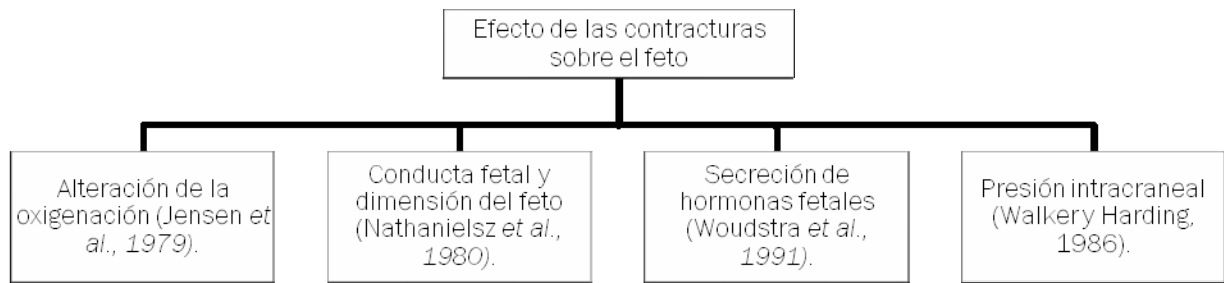 Efecto de las contracturas
sobre el feto
Alteración de la
oxigenación (Jensen et
al., 1979).
Conducta fetal y
dimensión del feto
(Nathanielsz et al.,
1980).
Secreción de
hormonas fetales
(Woudstra et al.,
1991).
Presión intracraneal
(Walker y Harding,
1986).